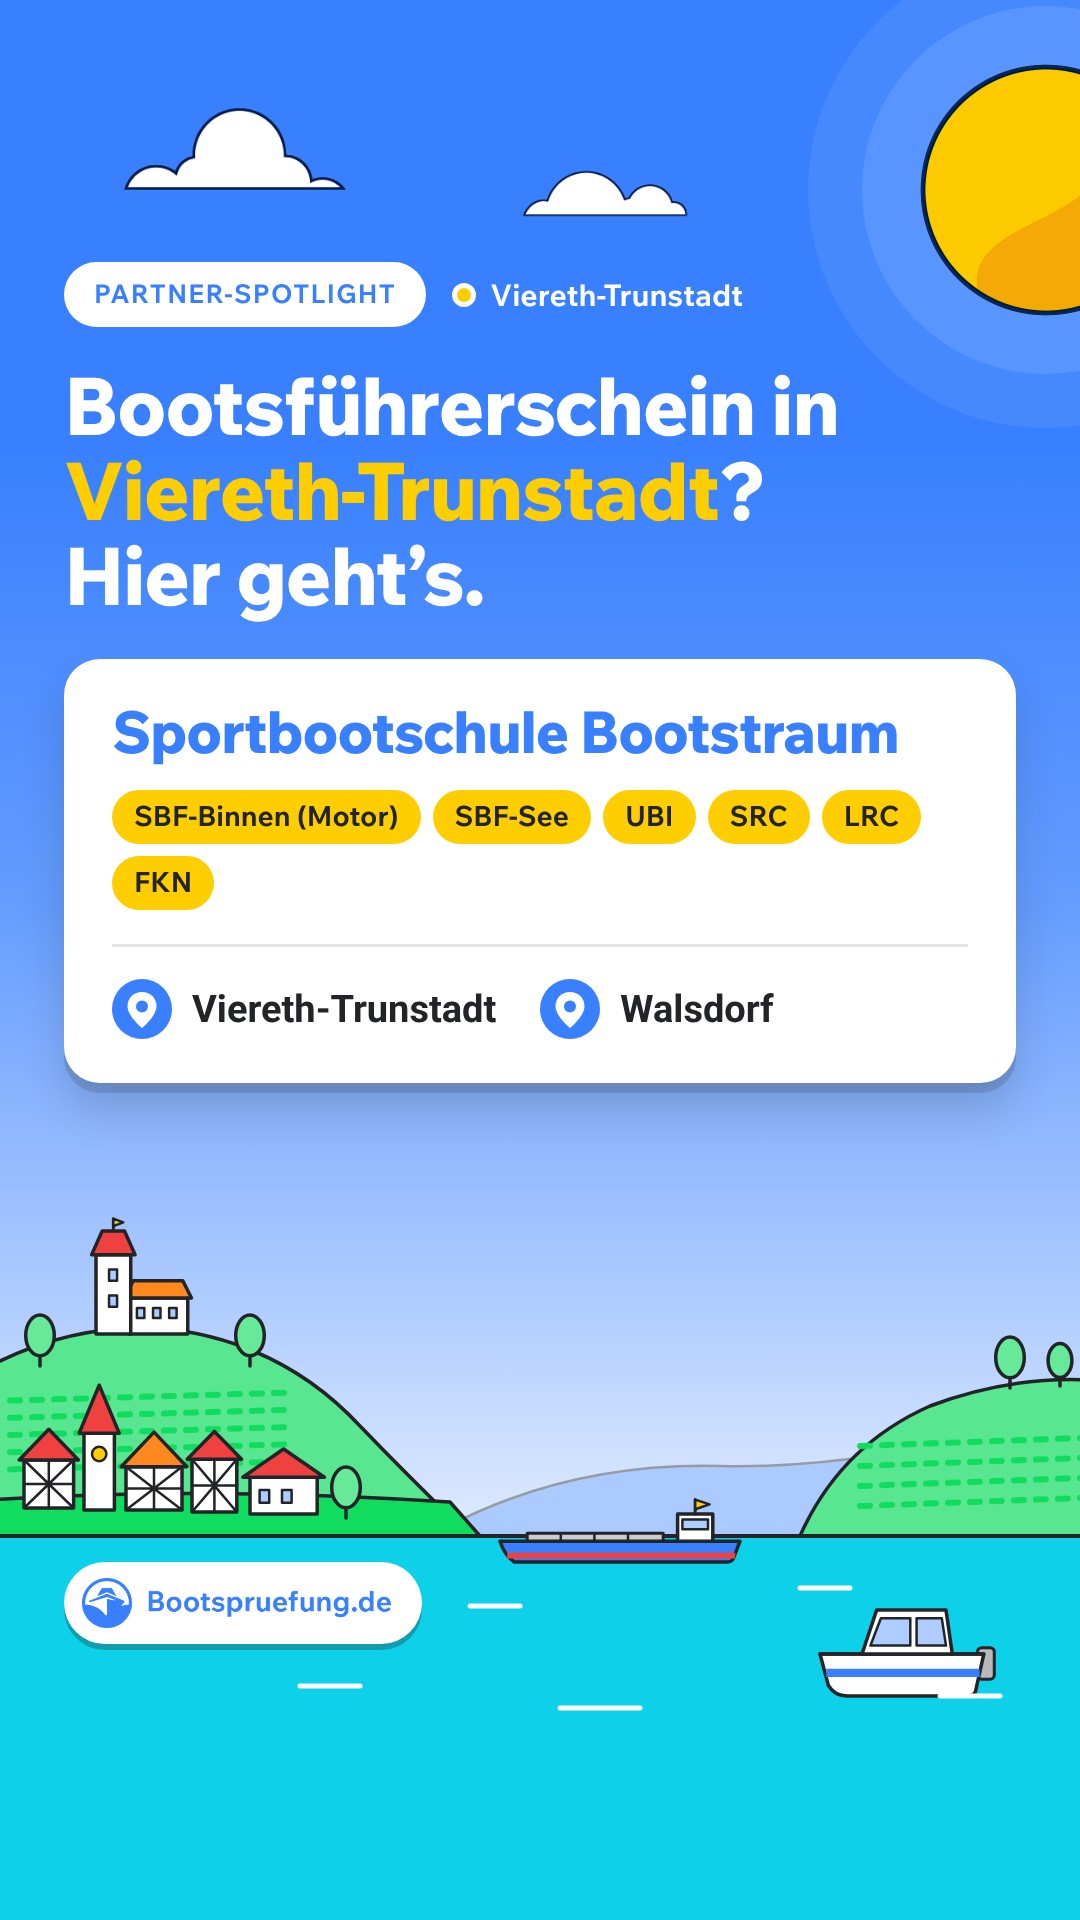 PARTNER-SPOTLIGHT
Viereth-Trunstadt
Bootsführerschein in
Viereth-Trunstadt?
Hier geht’s.
Sportbootschule Bootstraum
SBF-Binnen (Motor) SBF-See UBI SRC LRC
FKN
Viereth-Trunstadt Walsdorf
Bootspruefung.de